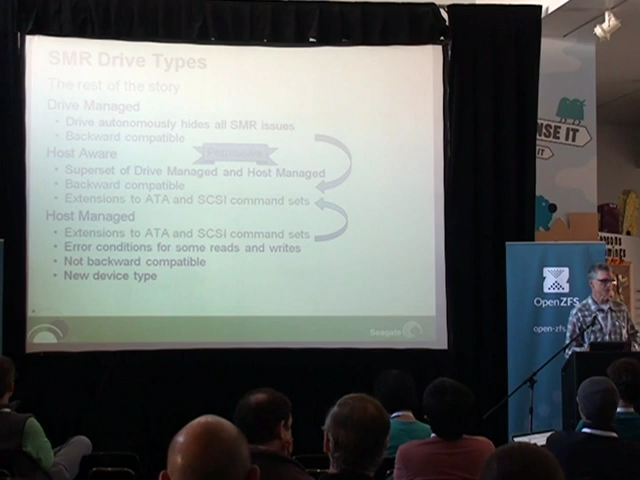 SMR Drive Types
The rest of the story
Drive Managed
• Drive autonomously hides all SMR issues
• Backward compatible
Host Aware
• Superset of Drive Managed and Host Managed
• Backward compatible
• Extensions to ATA and SCSI command sets
Host Managed
• Extensions to ATA and SCSI command sets
• Error conditions for some reads and writes
• Not backward compatible
• New device type
Seagate
NSE IT
IT
OpenZFS
open-zfs.